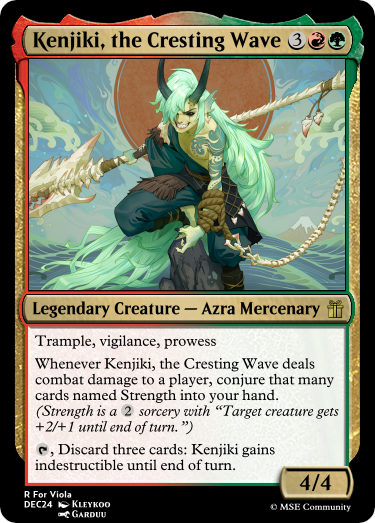 Kenjiki, the Cresting Wave 3
Legendary Creature — Azra Mercenary
Trample, vigilance, prowess
Whenever Kenjiki, the Cresting Wave deals
combat damage to a player, conjure that many
cards named Strength into your hand.
(Strength is a 2 sorcery with “Target creature gets
+2/+1 until end of turn.”)
, Discard three cards: Kenjiki gains
indestructible until end of turn.
4/4
R For Viola
DEC24 Kleykoo
Garduu
© MSE Community